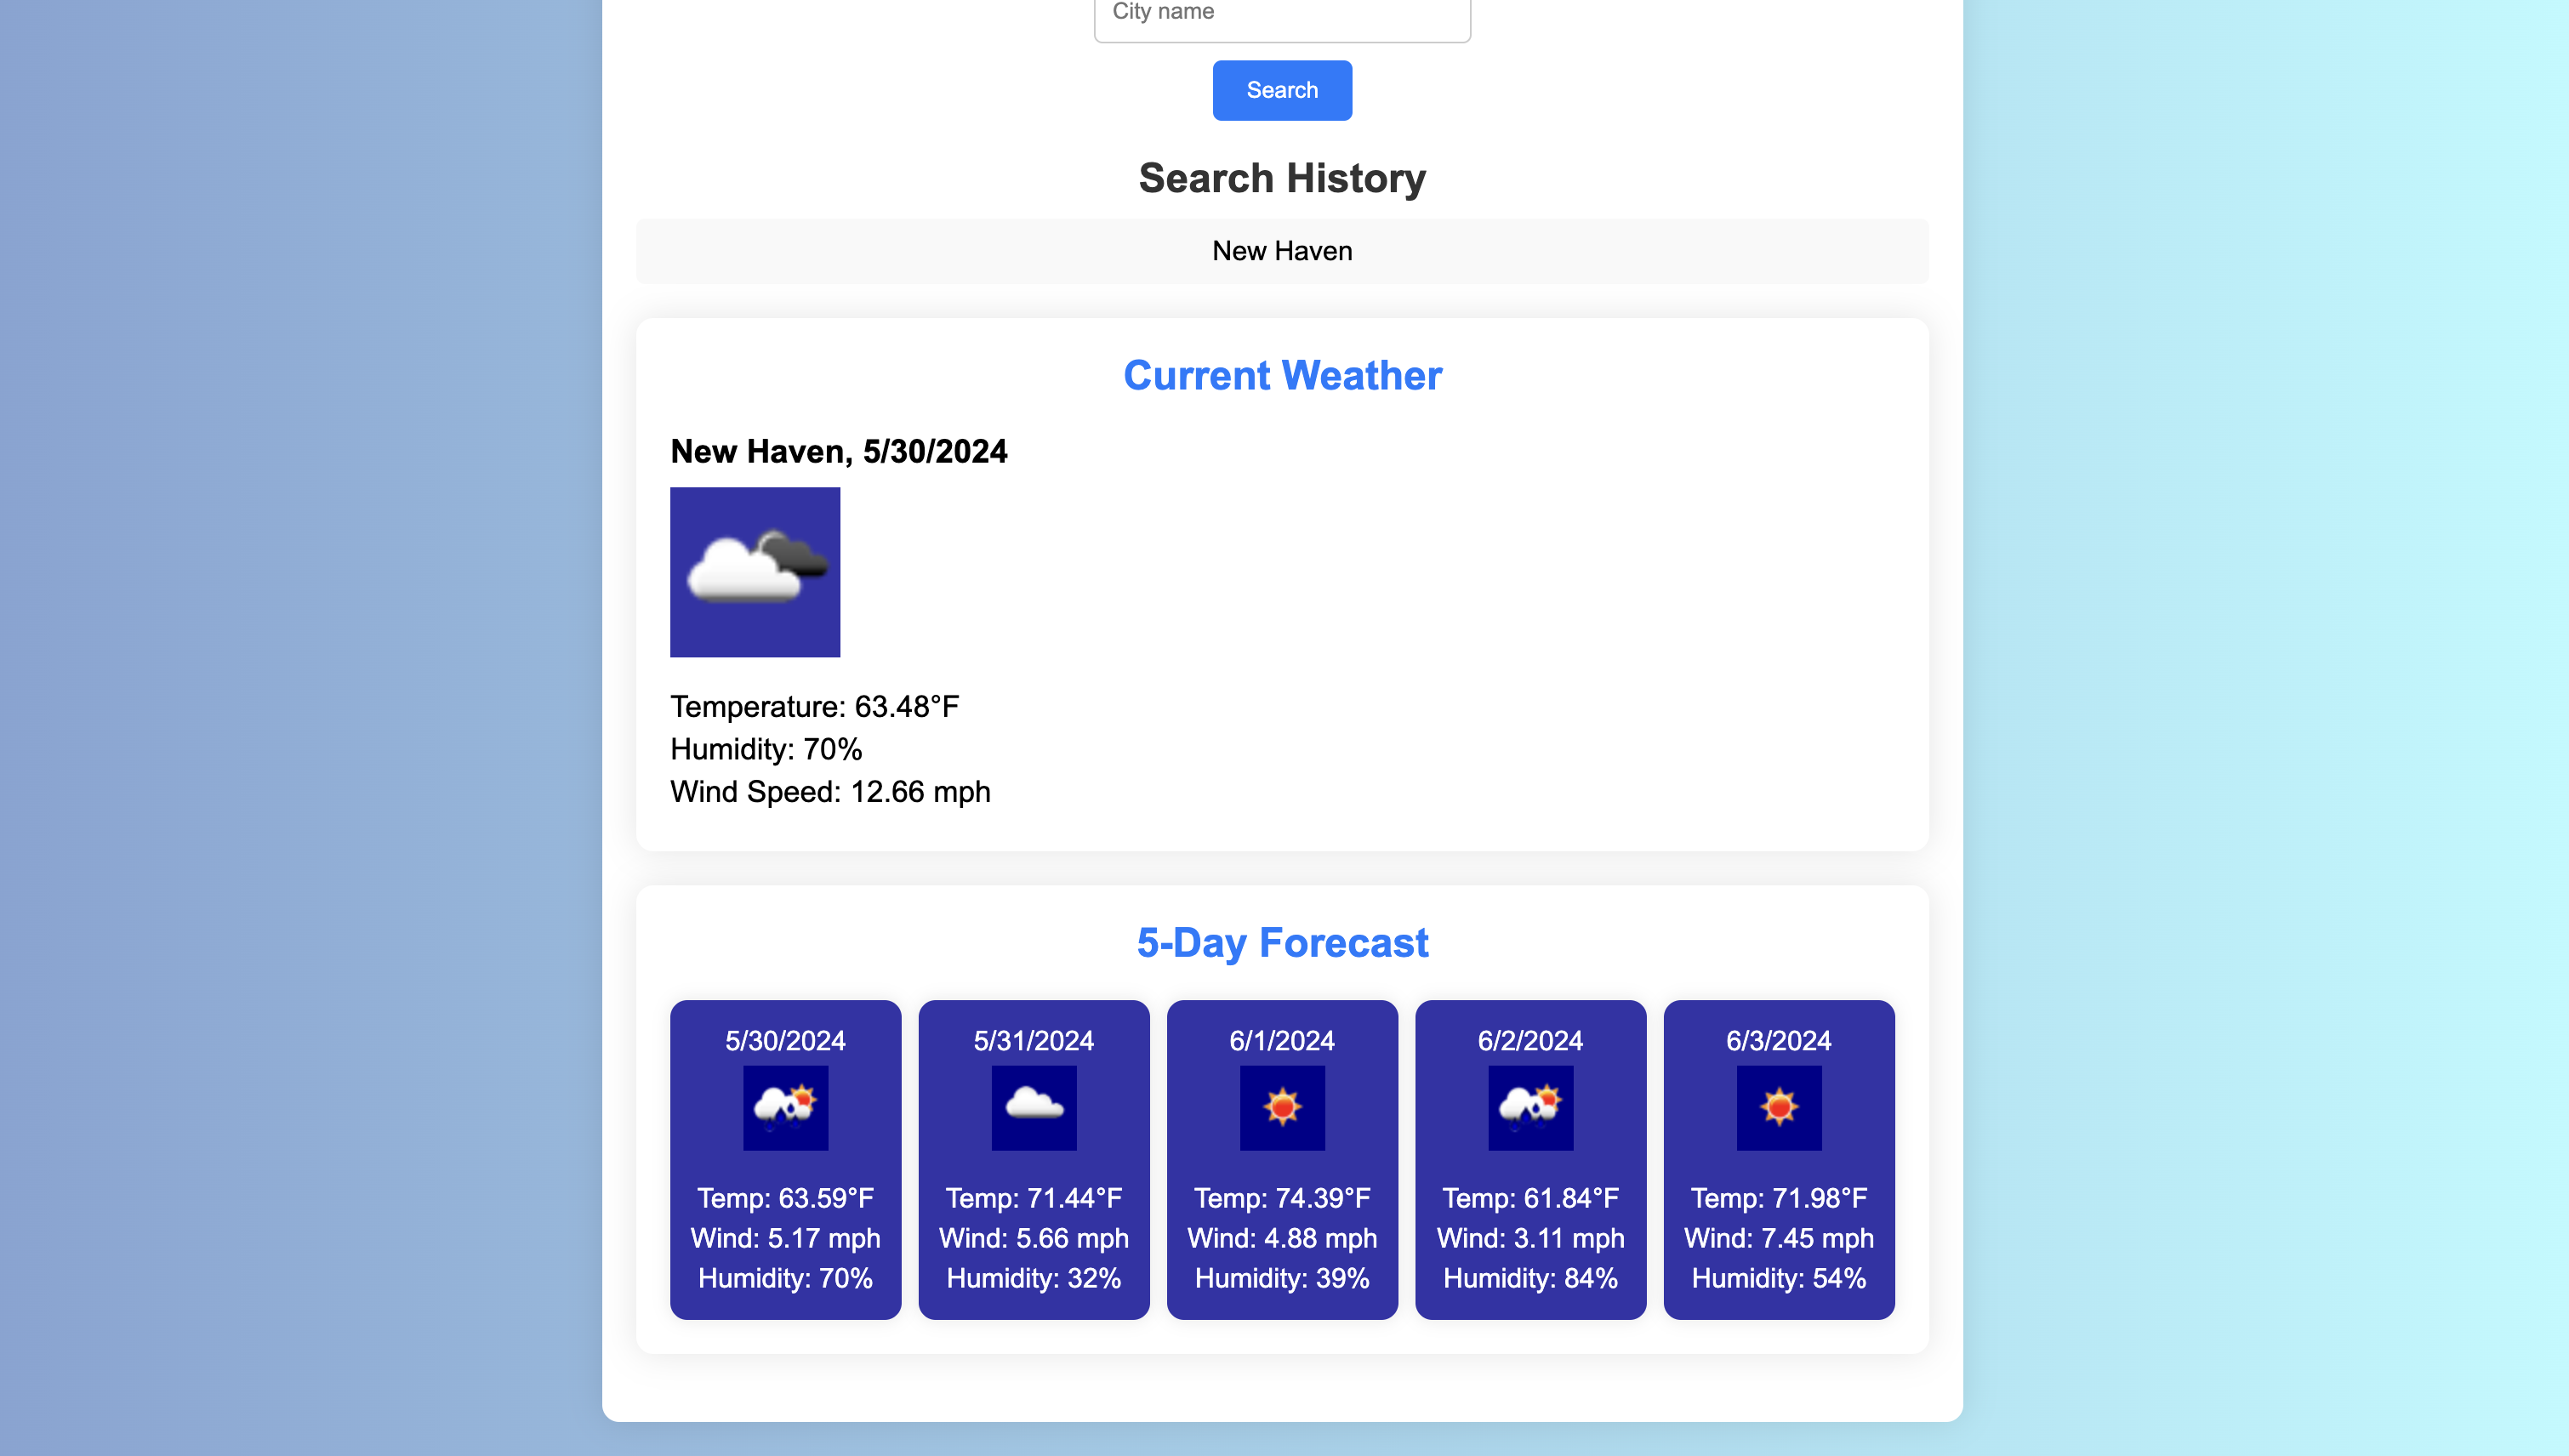 City name
Search
Search History
New Haven
Current Weather
New Haven, 5/30/2024
Temperature: 63.48°F
Humidity: 70%
Wind Speed: 12.66 mph
5-Day Forecast
5/30/2024
Temp: 63.59°F
Wind: 5.17 mph
Humidity: 70%
5/31/2024
Temp: 71.44°F
Wind: 5.66 mph
Humidity: 32%
6/1/2024
Temp: 74.39°F
Wind: 4.88 mph
Humidity: 39%
6/2/2024
Temp: 61.84°F
Wind: 3.11 mph
Humidity: 84%
6/3/2024
Temp: 71.98°F
Wind: 7.45 mph
Humidity: 54%